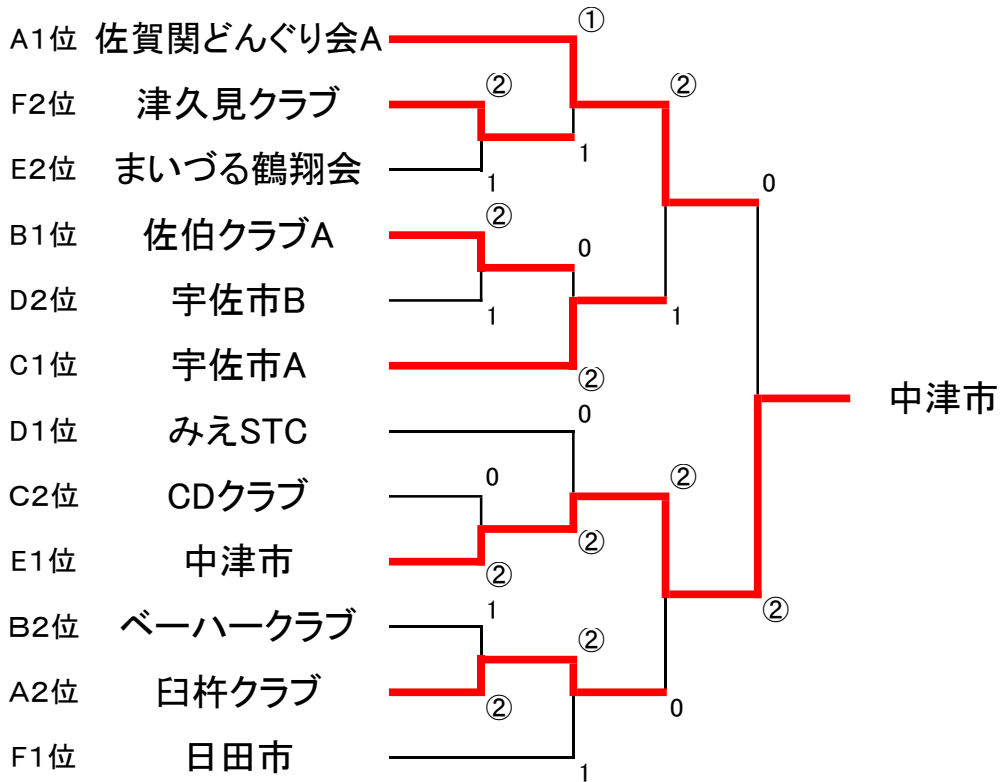 ①
A1位 佐賀関どんぐり会A
F2位 津久見クラブ ② ②
E2位 まいづる鶴翔会 1 1 0
B1位 佐伯クラブA ② 0
D2位 宇佐市B 1 1
C1位 宇佐市A ②
中津市
D1位 みえSTC 0
C2位 CDクラブ 0 ②
E1位 中津市 ② ②
B2位 ベーハークラブ 1 ② ②
A2位 臼杵クラブ ② 0
F1位 日田市 1